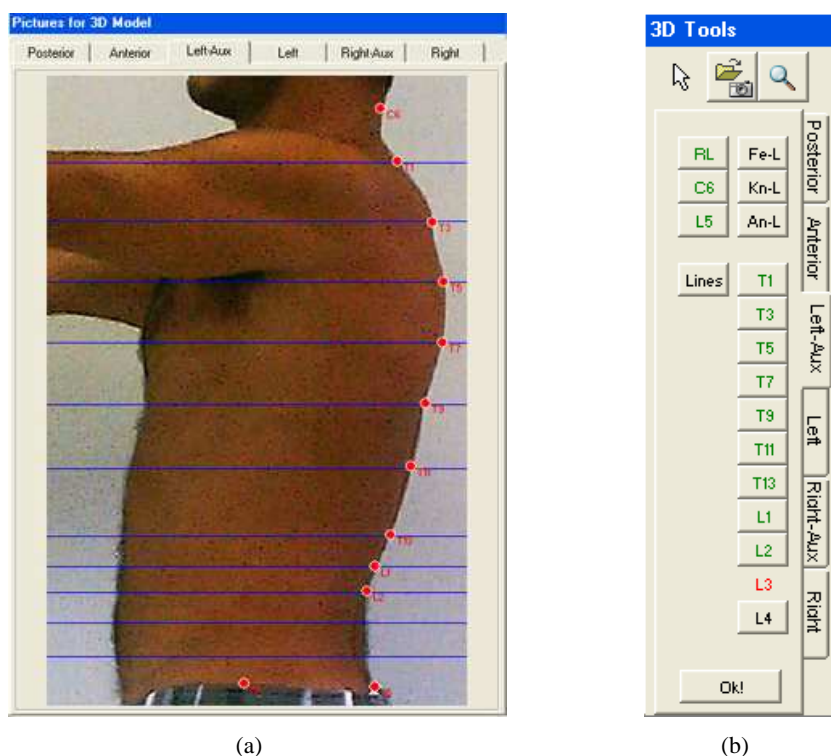 Pictures for 3D Model
Posterior Anterior Left-Aux Left Right-Aux Right
C6
T1
T3
T5
T7
T9
T11
L1
L2
(a)
3D Tools
RL Fe-L
C6 Kn-L
L5 An-L
Lines T1
T3
T5
T7
T9
T11
T13
L1
L2
L3
L4
Ok!
Posterior
Anterior
Left-Aux
Left
Right-Aux
Right
(b)